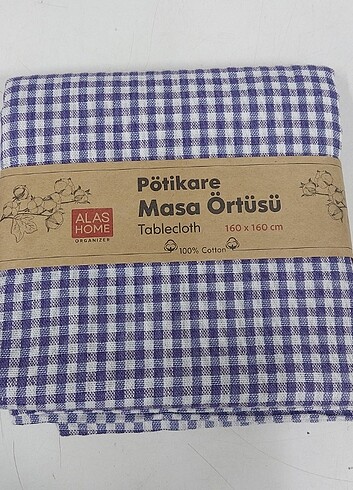 Pötikare
Masa Örtüsü
Tablecloth 160 x 160 cm
100% Cotton
ALAS
HOME
ORGANIZER